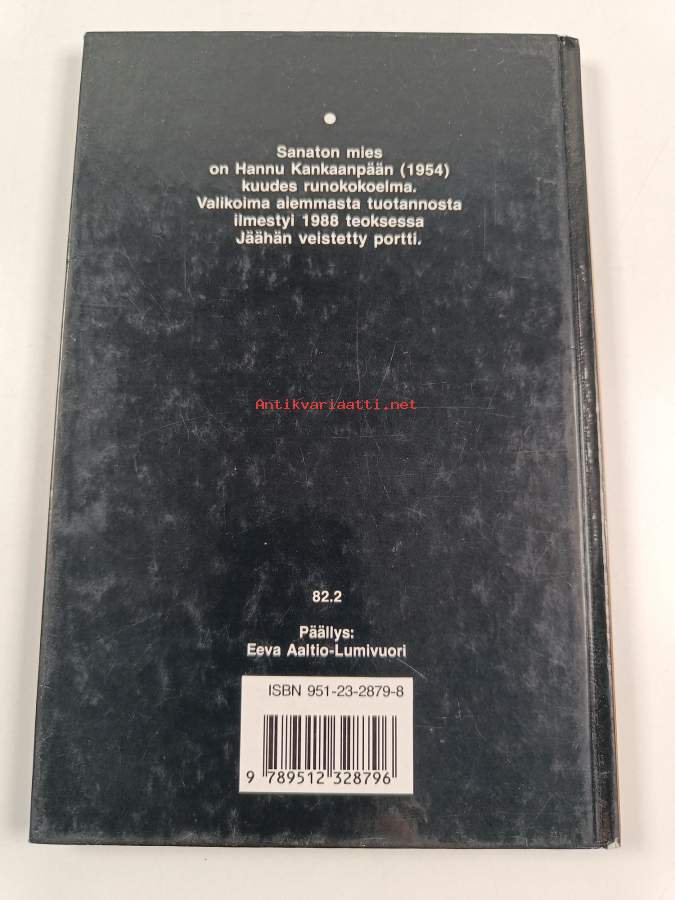 Sanaton mies
on Hannu Kankaanpään (1954)
kuudes runokokoelma.
Valikoima aiemmasta tuotannosta
ilmestyi 1988 teoksessa
Jäähän veistetty portti.
Antikvariaatti.net
82.2
Päällys:
Eeva Aaltio-Lumivuori
ISBN 951-23-2879-8
9 789512 328796